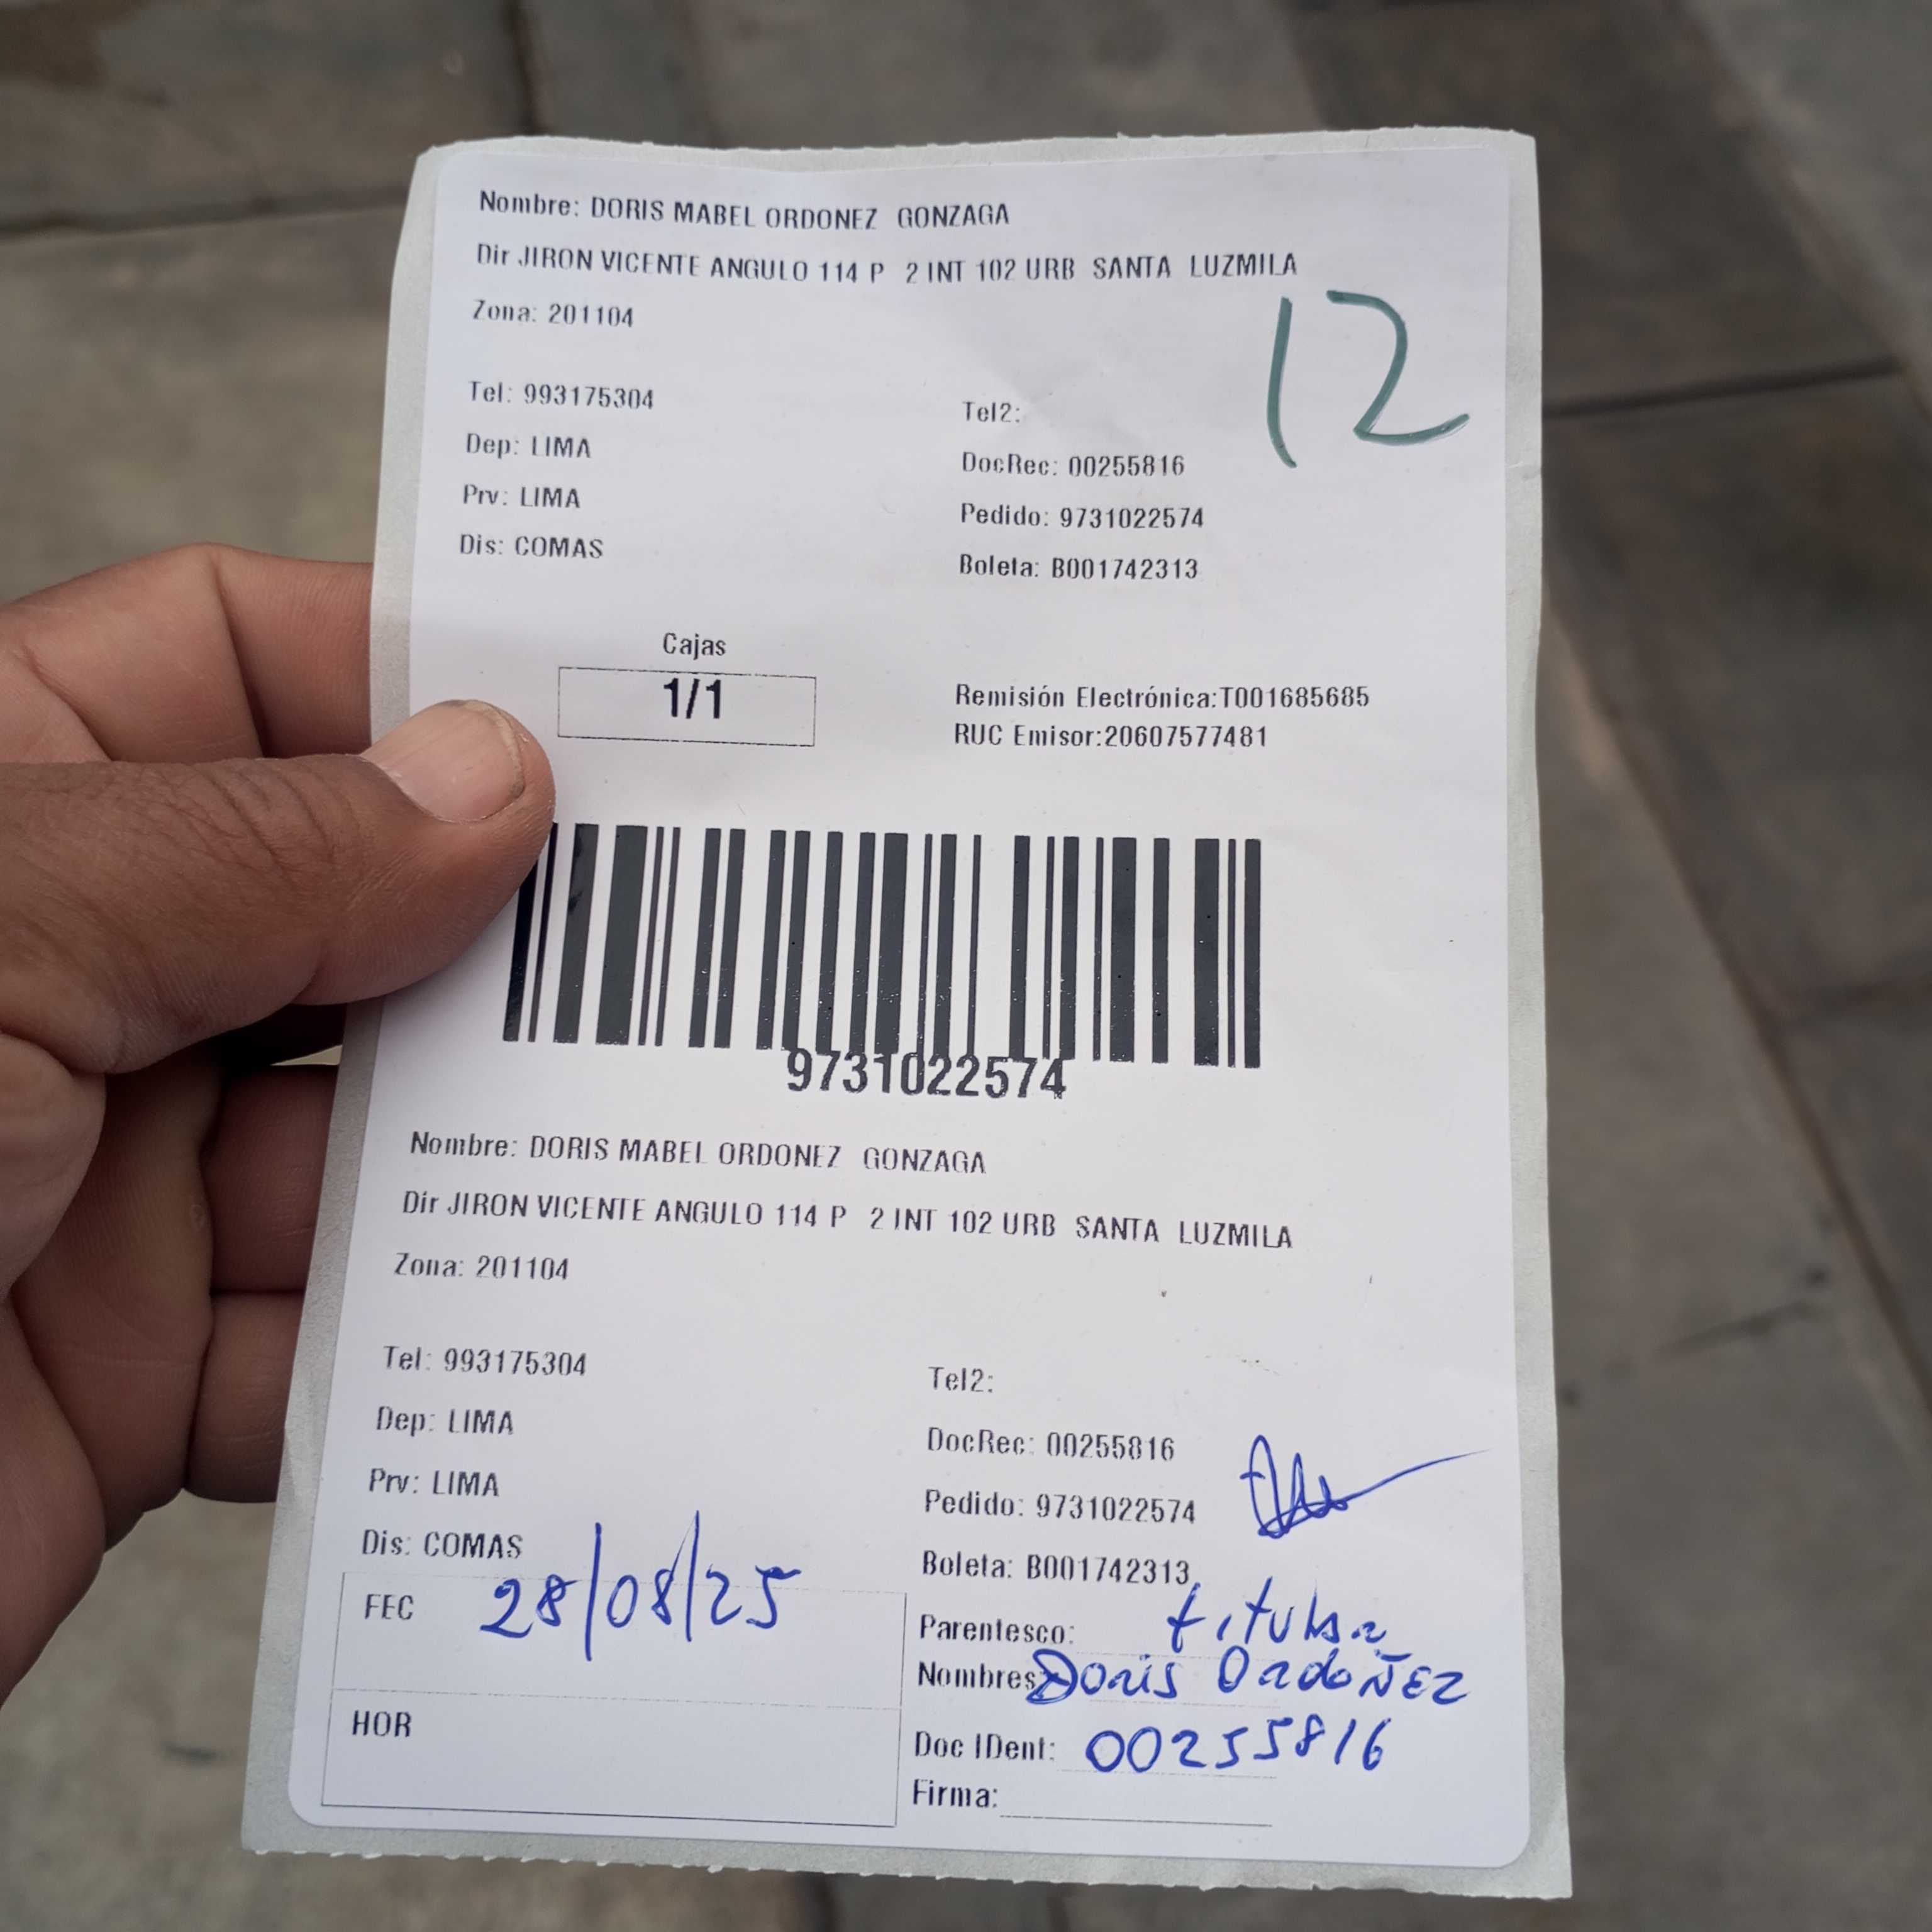 Nombre: DORIS MABEL ORDONEZ GONZAGA
Dir JIRON VICENTE ANGULO 114 P 2 INT 102 URB SANTA LUZMILA
12
Zona: 201104
Tel: 993175304
Tel2:
Dep: LIMA
DocRec: 00255816
Prv: LIMA
Pedido: 9731022574
Dis: COMAS
Boleta: B001742313
Cajas
1/1
Remisión Electrónica:T001685685
RUC Emisor:20607577481
9731022574
Nombre: DORIS MABEL ORDONEZ GONZAGA
Dir JIRON VICENTE ANGULO 114 P 2 INT 102 URB SANTA LUZMILA
Zona: 201104
Tel: 993175304
Tel2:
Dep: LIMA
DocRec: 00255816
Prv: LIMA
Pedido: 9731022574
Dis: COMAS
Boleta: B001742313
FEC 28/08/25
Parentesco: titular
Nombres: Doris OrdoÑEz
HOR
Doc IDent: 00255816
Firma: